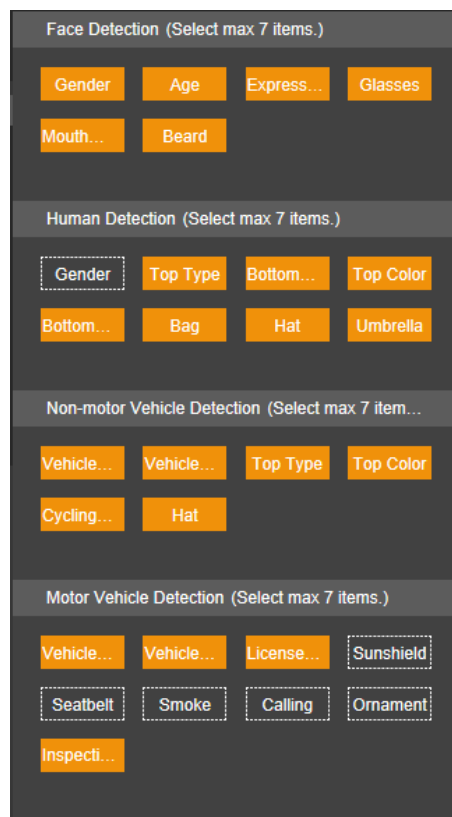 Face Detection (Select max 7 items.)
Gender Age Express... Glasses
Mouth... Beard
Human Detection (Select max 7 items.)
Gender Top Type Bottom... Top Color
Bottom... Bag Hat Umbrella
Non-motor Vehicle Detection (Select max 7 item...
Vehicle... Vehicle... Top Type Top Color
Cycling... Hat
Motor Vehicle Detection (Select max 7 items.)
Vehicle... Vehicle... License... Sunshield
Seatbelt Smoke Calling Ornament
Inspecti...